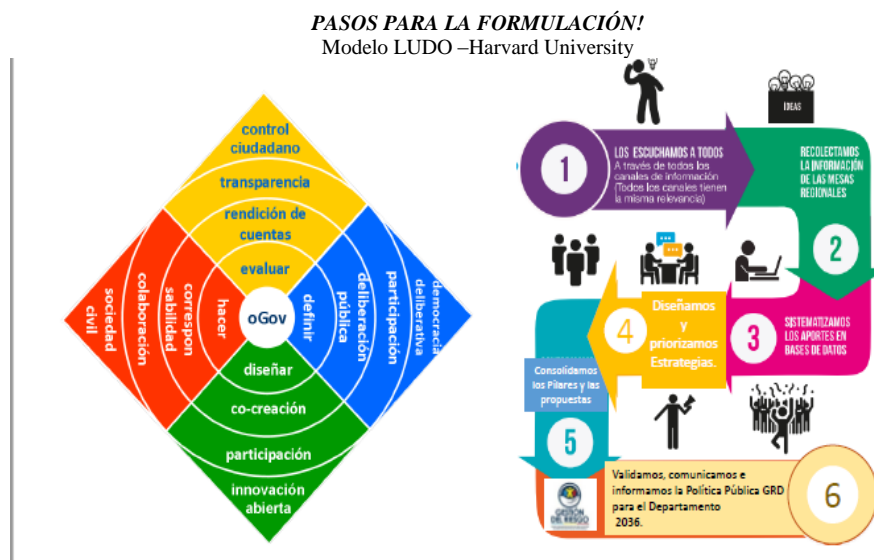 PASOS PARA LA FORMULACIÓN!
Modelo LUDO –Harvard University
control
ciudadano
transparencia
rendición de
cuentas
evaluar
oGov
hacer
correspon
sabilidad
colaboración
sociedad
civil
definir
deliberación
pública
participación
democracia
deliberativa
diseñar
co-creación
participación
innovación
abierta
1
LOS ESCUCHAMOS A TODOS
A través de todos los
canales de información
(Todos los canales tienen
la misma relevancia)
IDEAS
RECOLECTAMOS
LA INFORMACIÓN
DE LAS MESAS
REGIONALES
2
3
SISTEMATIZAMOS
LOS APORTES EN
BASES DE DATOS
4
Diseñamos
y
priorizamos
Estrategias.
Consolidamos
los Pilares y las
propuestas
5
GESTIÓN
DEL RIESGO
Validamos, comunicamos e
informamos la Política Pública GRD
para el Departamento
2036.
6